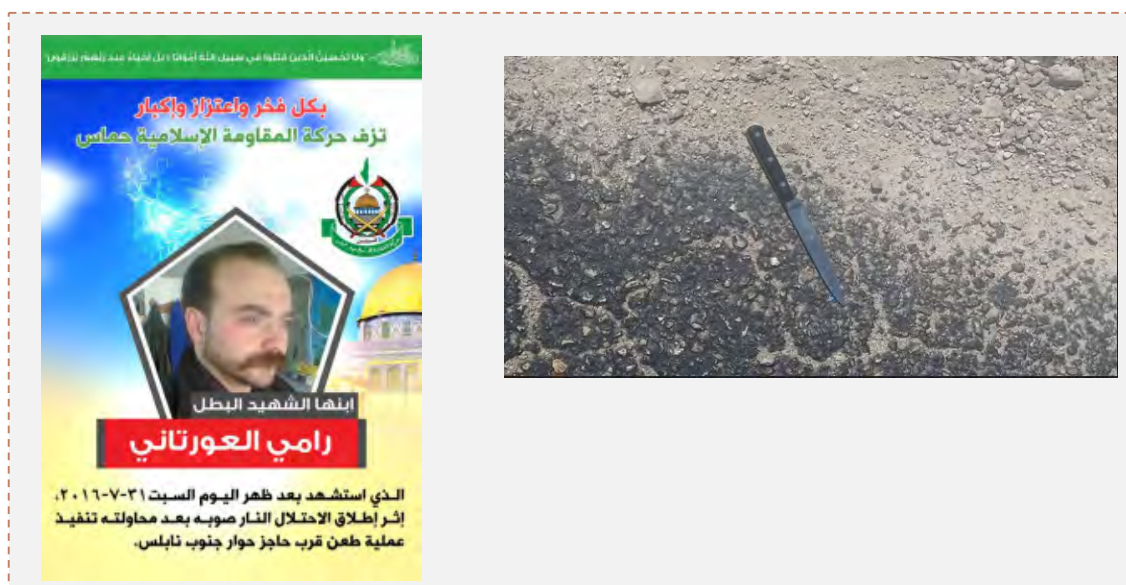 "ولا تحسبن الذين قتلوا في سبيل الله أمواتا بل أحياء عند ربهم يرزقون"
بكل فخر واعتزاز وإكبار
تزف حركة المقاومة الإسلامية حماس
ابنها الشهيد البطل
رامي العورتاني
الذي استشهد بعد ظهر اليوم السبت ٣١-٧-٢٠١٦،
إثر إطلاق الاحتلال النار صوبه بعد محاولته تنفيذ
عملية طعن قرب حاجز حوار جنوب نابلس.